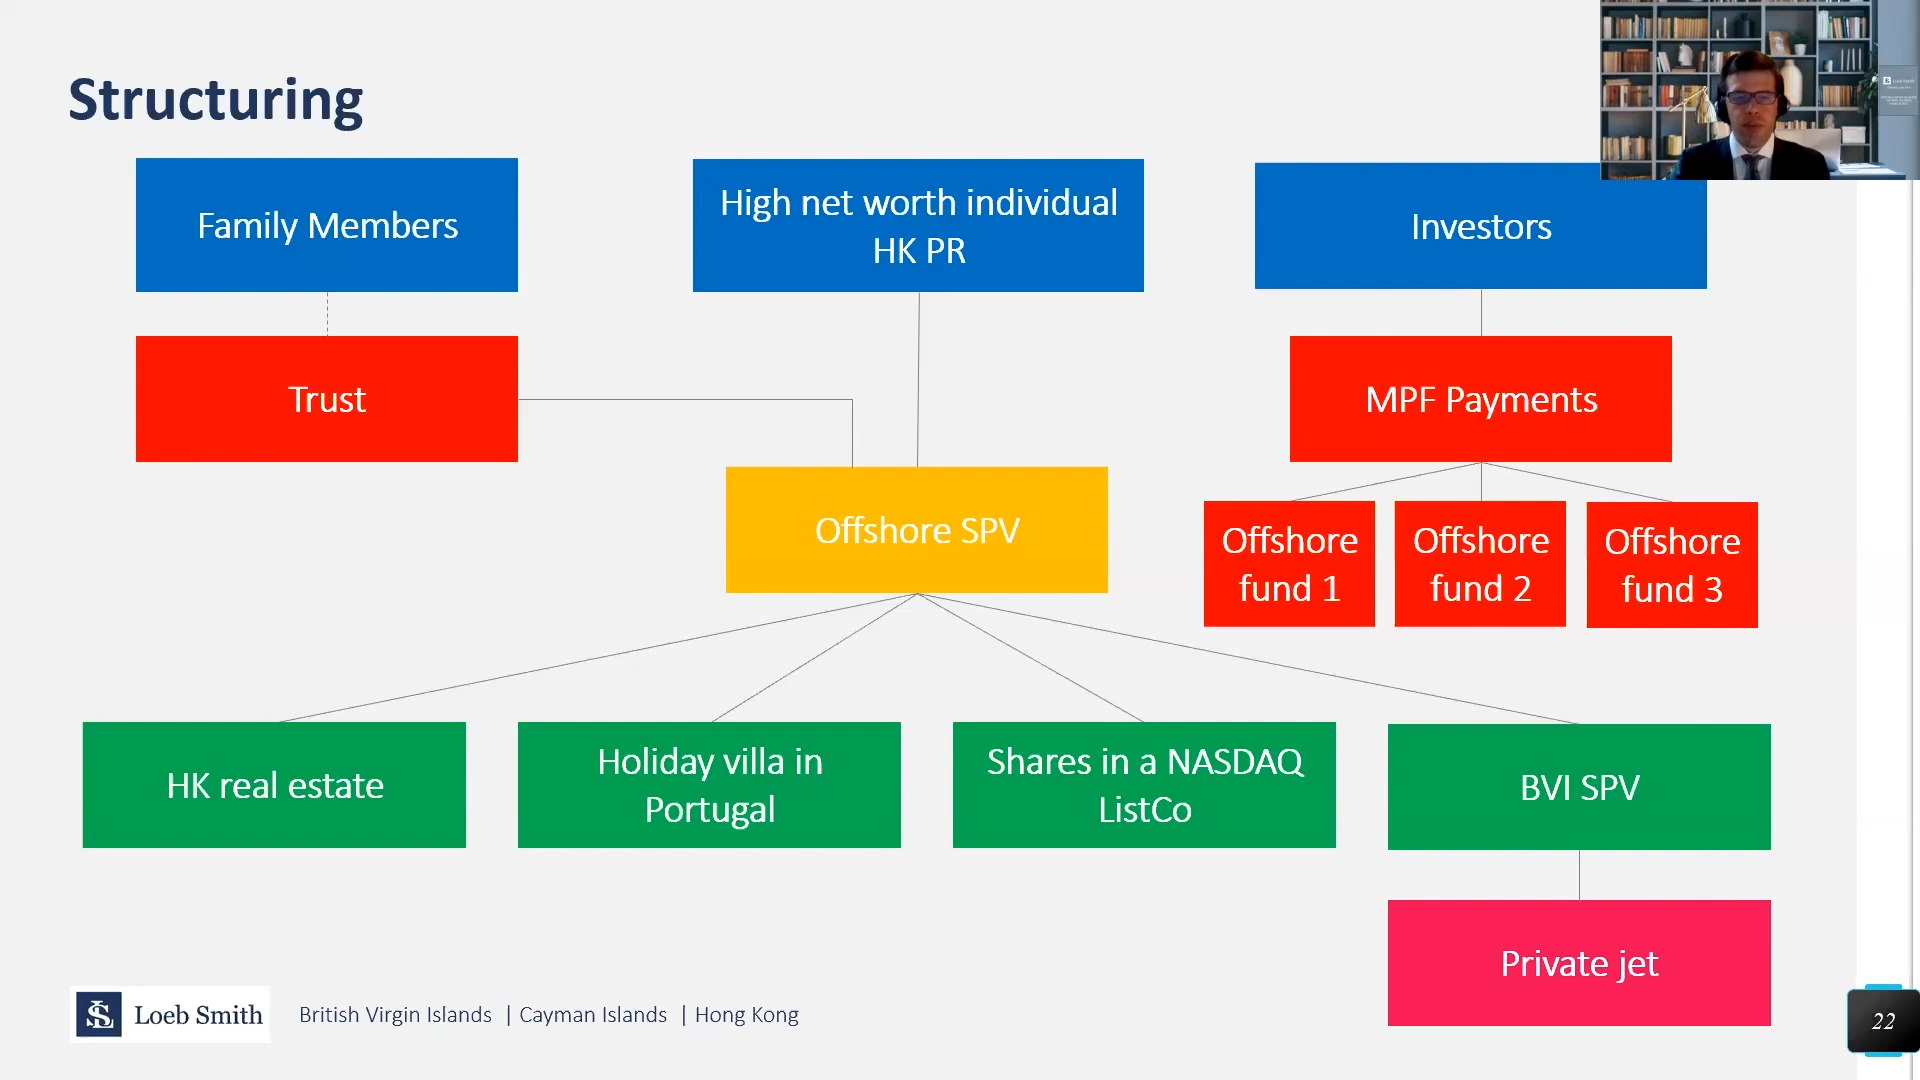 Structuring
Family Members
High net worth individual
HK PR
Investors
Trust
MPF Payments
Offshore SPV
Offshore
fund 1
Offshore
fund 2
Offshore
fund 3
HK real estate
Holiday villa in
Portugal
Shares in a NASDAQ
ListCo
BVI SPV
Private jet
Loeb Smith
British Virgin Islands | Cayman Islands | Hong Kong
22